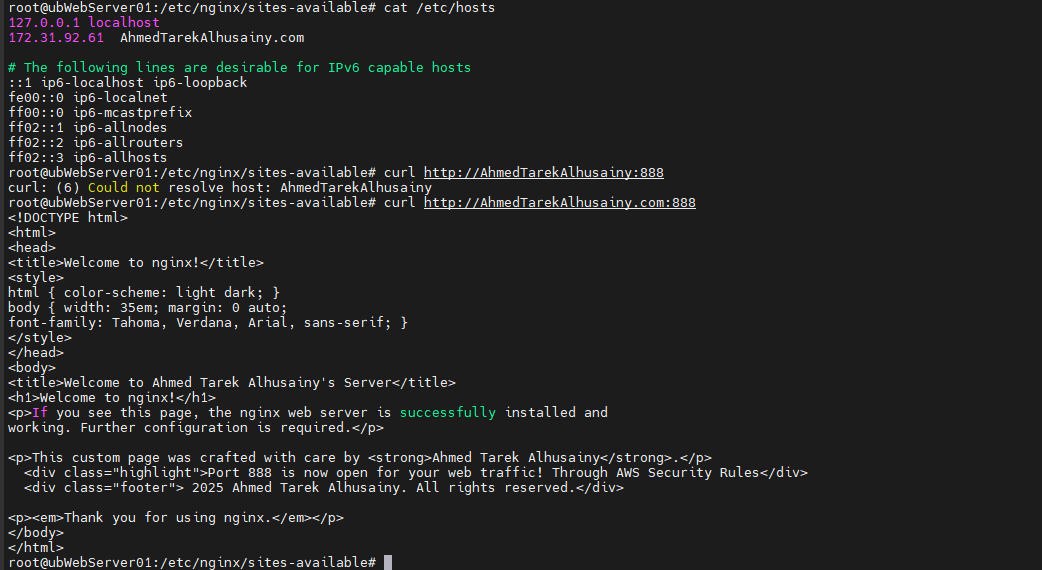 root@ubWebServer01:/etc/nginx/sites-available# cat /etc/hosts
127.0.0.1 localhost
172.31.92.61  AhmedTarekAlhusainy.com

# The following lines are desirable for IPv6 capable hosts
::1 ip6-localhost ip6-loopback
fe00::0 ip6-localnet
ff00::0 ip6-mcastprefix
ff02::1 ip6-allnodes
ff02::2 ip6-allrouters
ff02::3 ip6-allhosts
root@ubWebServer01:/etc/nginx/sites-available# curl http://AhmedTarekAlhusainy:888
curl: (6) Could not resolve host: AhmedTarekAlhusainy
root@ubWebServer01:/etc/nginx/sites-available# curl http://AhmedTarekAlhusainy.com:888
<!DOCTYPE html>
<html>
<head>
<title>Welcome to nginx!</title>
<style>
html { color-scheme: light dark; }
body { width: 35em; margin: 0 auto;
font-family: Tahoma, Verdana, Arial, sans-serif; }
</style>
</head>
<body>
<title>Welcome to Ahmed Tarek Alhusainy's Server</title>
<h1>Welcome to nginx!</h1>
<p>If you see this page, the nginx web server is successfully installed and
working. Further configuration is required.</p>

<p>This custom page was crafted with care by <strong>Ahmed Tarek Alhusainy</strong>.</p>
  <div class="highlight">Port 888 is now open for your web traffic! Through AWS Security Rules</div>
  <div class="footer"> 2025 Ahmed Tarek Alhusainy. All rights reserved.</div>

<p><em>Thank you for using nginx.</em></p>
</body>
</html>
root@ubWebServer01:/etc/nginx/sites-available#